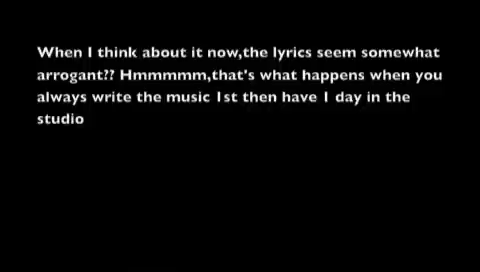 When I think about it now,the lyrics seem somewhat
arrogant?? Hmmmmm,that's what happens when you
always write the music 1st then have 1 day in the
studio